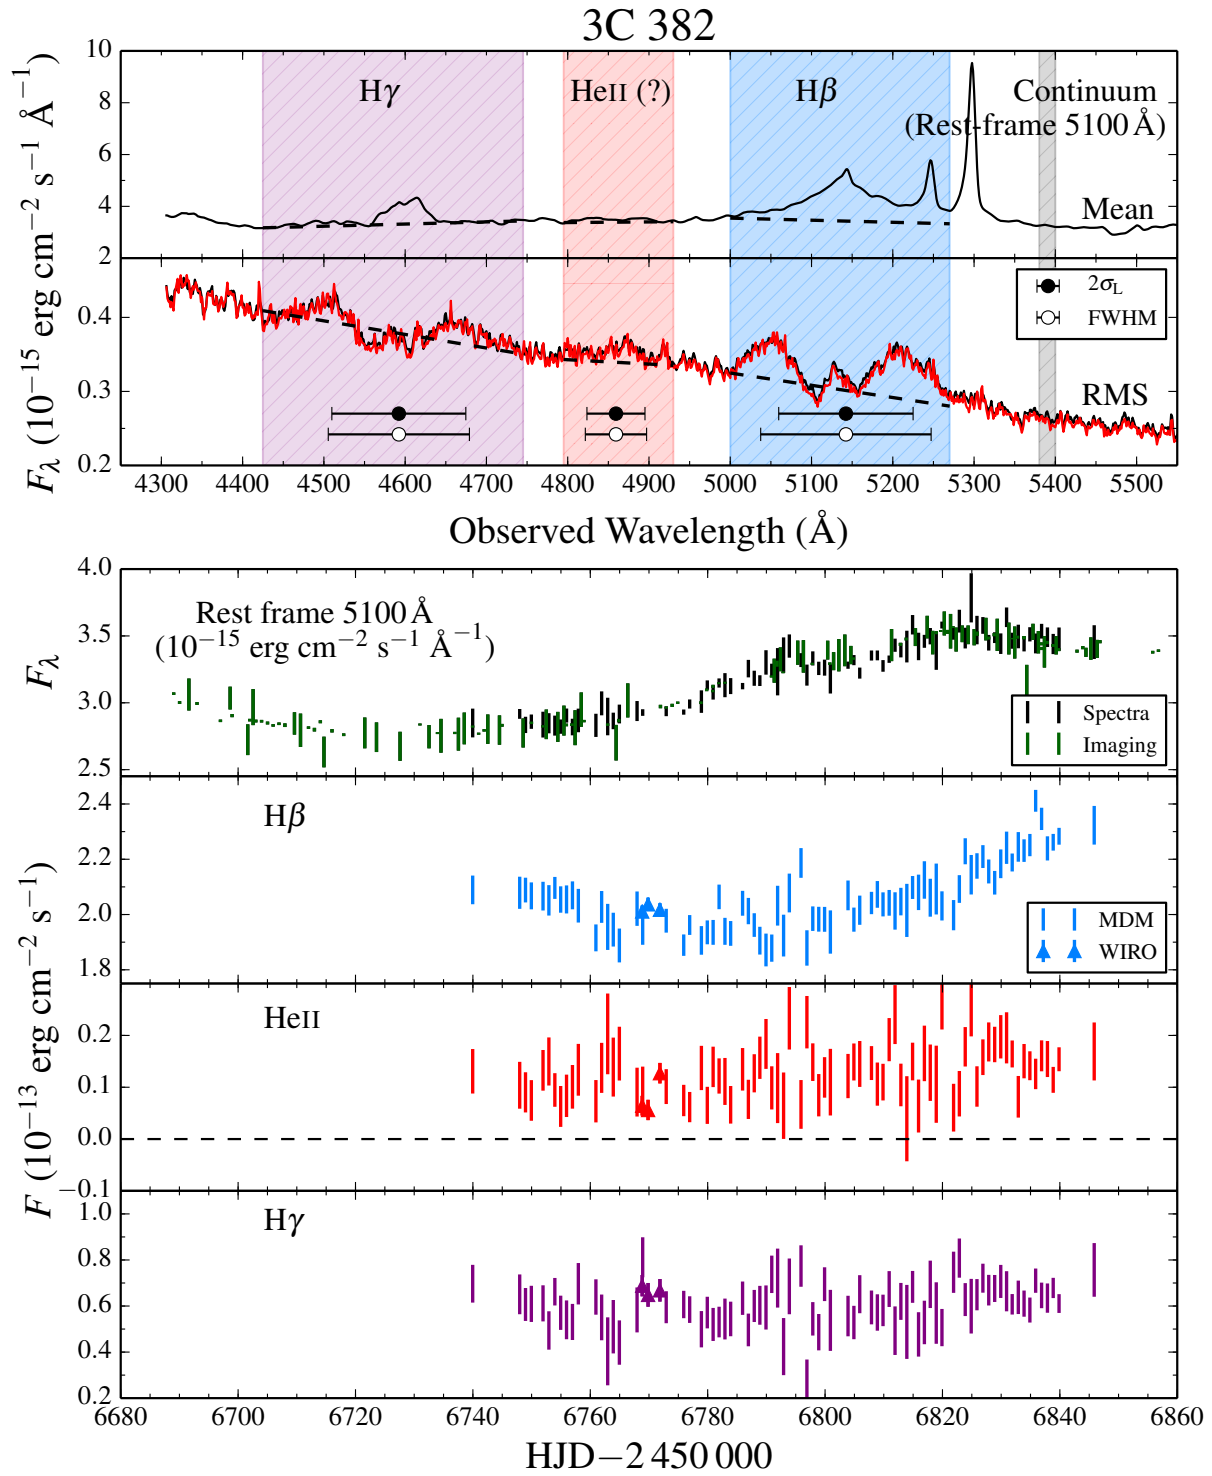 3C 382
Hγ
HeII (?)
Hβ
Continuum
(Rest-frame 5100 Å)
Mean
10
8
6
4
2
F_λ (10⁻¹⁵ erg cm⁻² s⁻¹ Å⁻¹)
2σ_L
FWHM
RMS
0.4
0.3
0.2
4300 4400 4500 4600 4700 4800 4900 5000 5100 5200 5300 5400 5500
Observed Wavelength (Å)
Rest frame 5100 Å
(10⁻¹⁵ erg cm⁻² s⁻¹ Å⁻¹)
F_λ
4.0
3.5
3.0
2.5
Spectra
Imaging
Hβ
2.4
2.2
2.0
1.8
MDM
WIRO
F (10⁻¹³ erg cm⁻² s⁻¹)
HeII
0.2
0.1
0.0
−0.1
Hγ
1.0
0.8
0.6
0.4
0.2
6680 6700 6720 6740 6760 6780 6800 6820 6840 6860
HJD−2 450 000